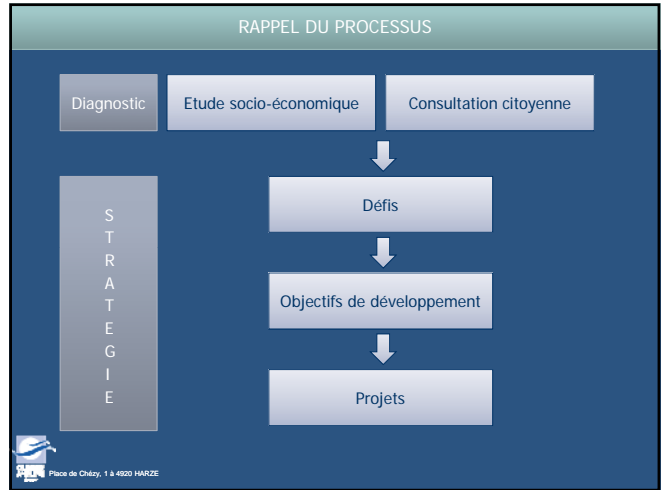 RAPPEL DU PROCESSUS
Diagnostic
Etude socio-économique
Consultation citoyenne
Défis
S
T
R
A
T
E
G
I
E
Objectifs de développement
Projets
Place de Chézy, 1 à 4920 HARZE